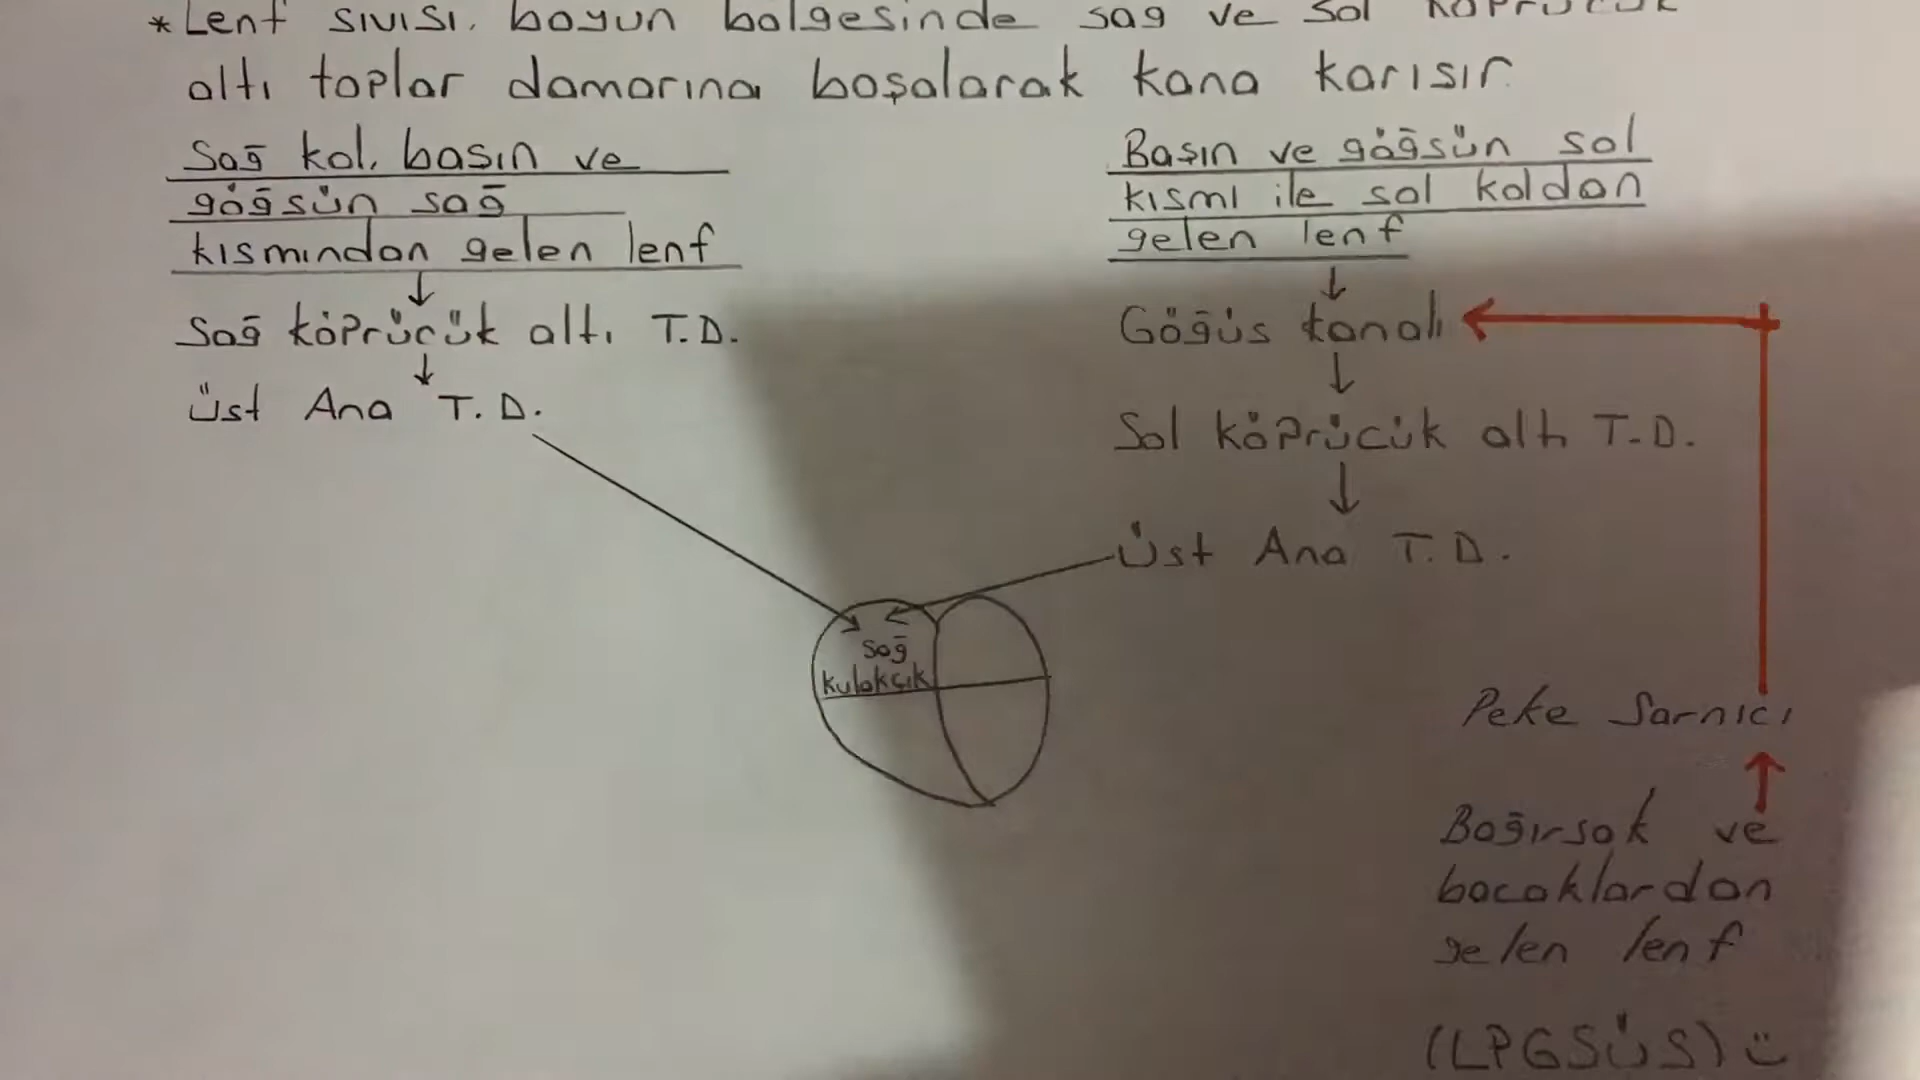 * Lenf sıvısı, boyun bölgesinde sağ ve sol köprücük
altı toplar damarına boşalarak kana karışır.
Sağ kol, başın ve
göğsün sağ
kısmından gelen lenf
↓
Sağ köprücük altı T.D.
↓
Üst Ana T.D.
Başın ve göğsün sol
kısmı ile sol koldan
gelen lenf
↓
Göğüs kanalı
↓
Sol köprücük altı T.D.
↓
Üst Ana T.D.
Sağ
kulakçık
Peke Sarnıcı
Bağırsak ve
bacaklardan
gelen lenf
(LPGSÜS) ü